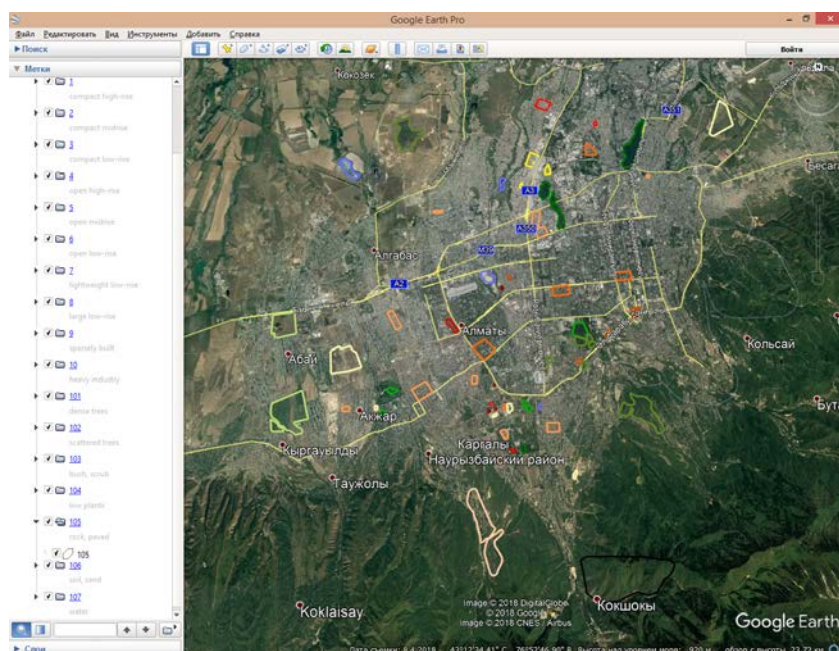 Google Earth Pro
Файл Редактировать Вид Инструменты Добавить Справка
Поиск
Войти
Метки
1
compact high-rise
2
compact midrise
3
compact low-rise
4
open high-rise
5
open midrise
6
open low-rise
7
lightweight low-rise
8
large low-rise
9
sparsely built
10
heavy industry
101
dense trees
102
scattered trees
103
bush, scrub
104
low plants
105
rock, paved
105
106
soil, sand
107
water
Слои
Кокозек
A351
A3
A350
M39
Алгабас
A2
Алматы
Абай
Кольсай
Акжар
Каргалы
Кыргауылды
Наурызбайский район
Таужолы
Koklaisay
Кокшокы
Image © 2018 DigitalGlobe
Image © 2018 Google
Image © 2018 CNES / Airbus
Google Earth